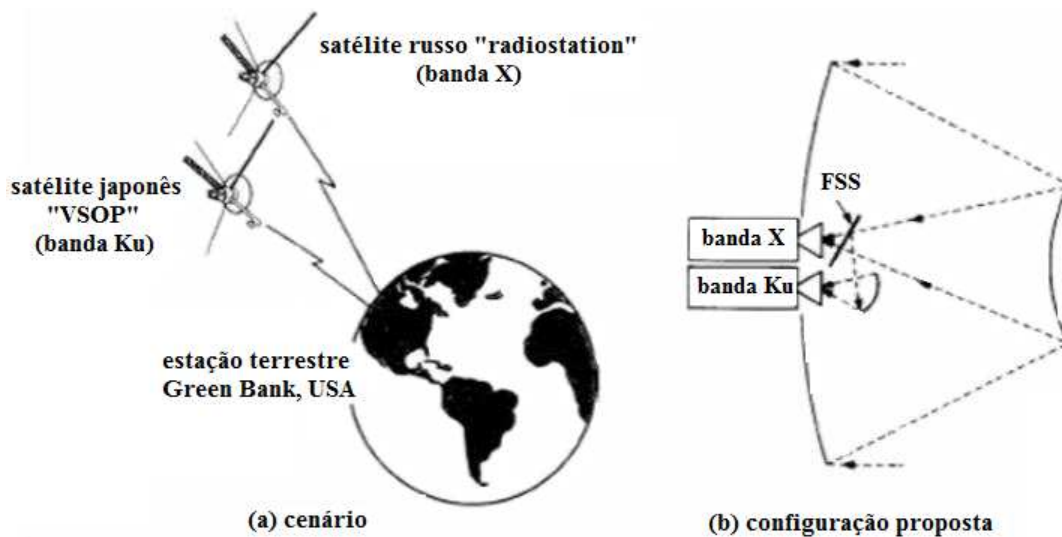 satélite russo "radiostation"
(banda X)
satélite japonês
"VSOP"
(banda Ku)
estação terrestre
Green Bank, USA
(a) cenário
FSS
banda X
banda Ku
(b) configuração proposta